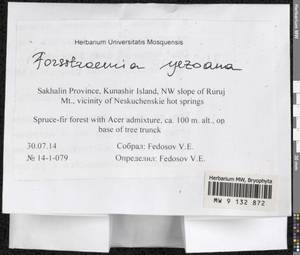 Herbarium Universitatis Mosquensis
Forsstroemia yezoana
Sakhalin Province, Kunashir Island, NW slope of Ruruj
Mt., vicinity of Neskuchenskie hot springs
Spruce-fir forest with Acer admixture, ca. 100 m. alt., on
base of tree trunck
30.07.14 Собрал: Fedosov V.E.
№ 14-1-079 Определил: Fedosov V.E.
Herbarium MW, Bryophyta
MW 9 132 872